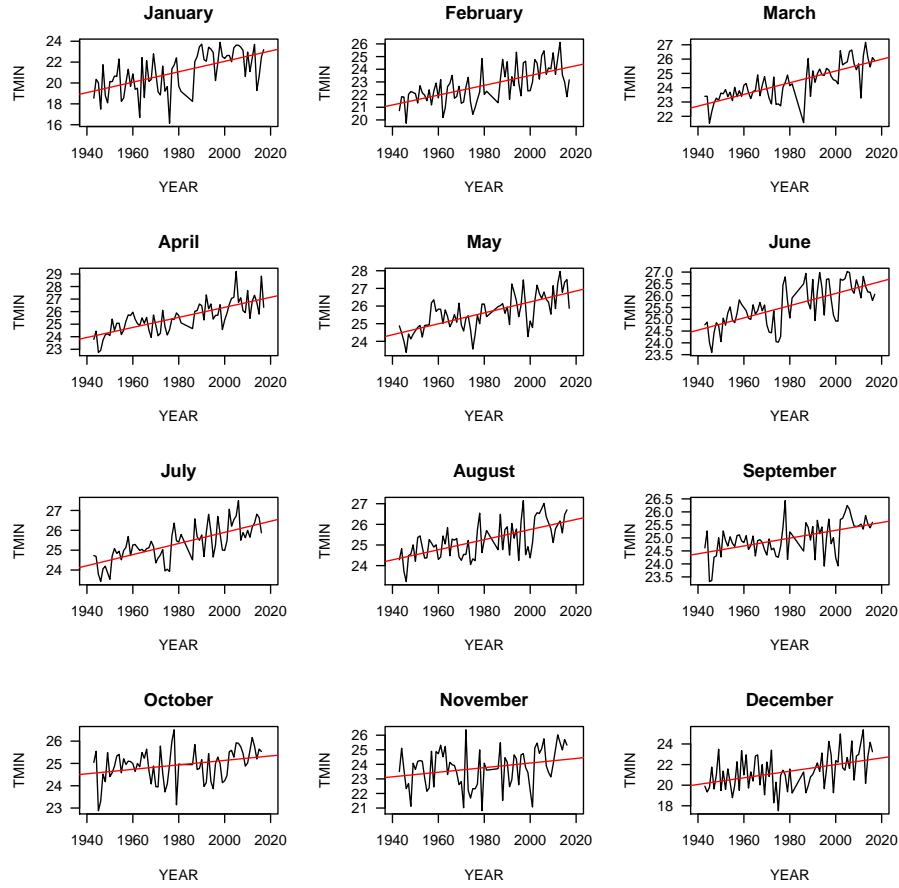 January February March
TMIN 24 22 20 18 16 TMIN 26 25 24 23 22 21 20 TMIN 27 26 25 24 23 22
1940 1960 1980 2000 2020 1940 1960 1980 2000 2020 1940 1960 1980 2000 2020
YEAR YEAR YEAR
April May June
TMIN 29 28 27 26 25 24 23 TMIN 28 27 26 25 24 TMIN 27.0 26.5 26.0 25.5 25.0 24.5 24.0 23.5
1940 1960 1980 2000 2020 1940 1960 1980 2000 2020 1940 1960 1980 2000 2020
YEAR YEAR YEAR
July August September
TMIN 27 26 25 24 TMIN 27 26 25 24 TMIN 26.5 26.0 25.5 25.0 24.5 24.0 23.5
1940 1960 1980 2000 2020 1940 1960 1980 2000 2020 1940 1960 1980 2000 2020
YEAR YEAR YEAR
October November December
TMIN 26 25 24 23 TMIN 26 25 24 23 22 21 TMIN 24 22 20 18
1940 1960 1980 2000 2020 1940 1960 1980 2000 2020 1940 1960 1980 2000 2020
YEAR YEAR YEAR